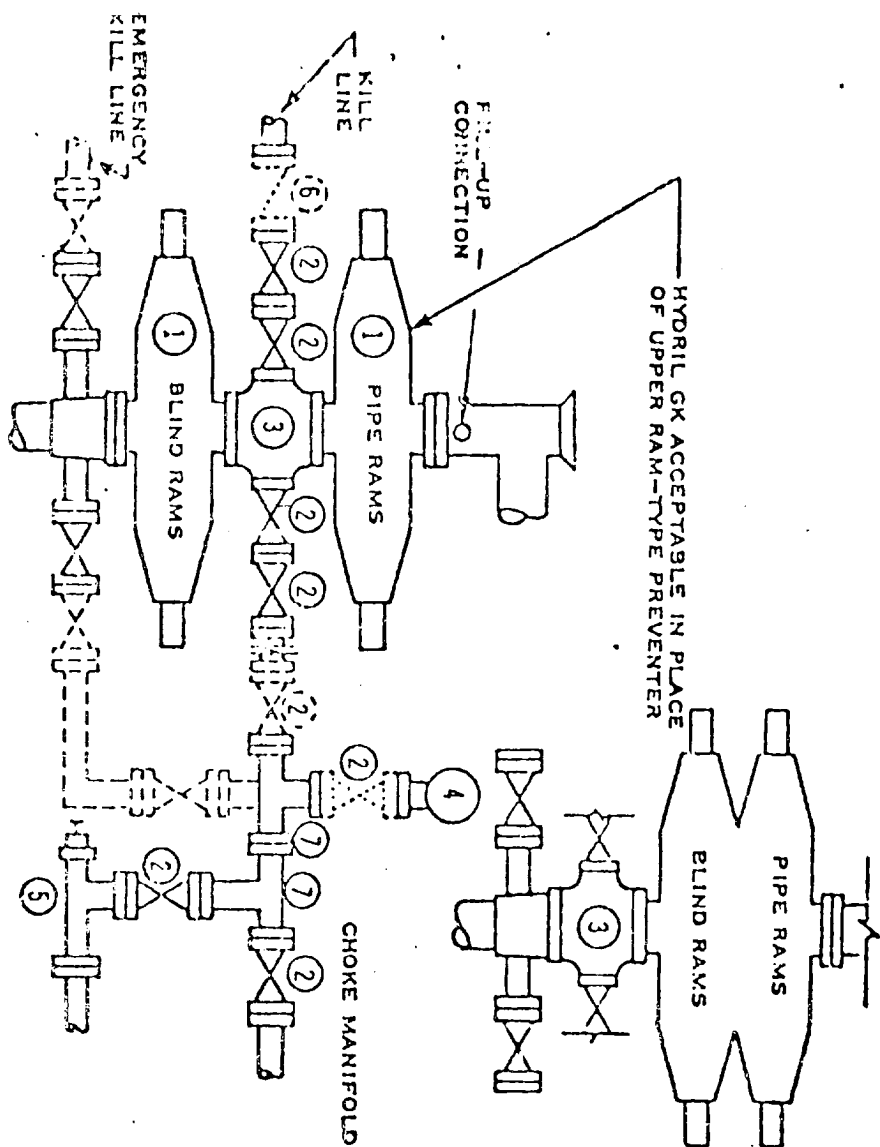 EMERGENCY
KILL LINE
KILL
LINE
CONNECTION
HYDRIL GK ACCEPTABLE IN PLACE
OF UPPER RAM-TYPE PREVENTER
6
2
2
1
BLIND RAMS
3
1
PIPE RAMS
2
2
2
2
4
7
7
2
5
2
CHOKE MANIFOLD
3
BLIND RAMS
PIPE RAMS